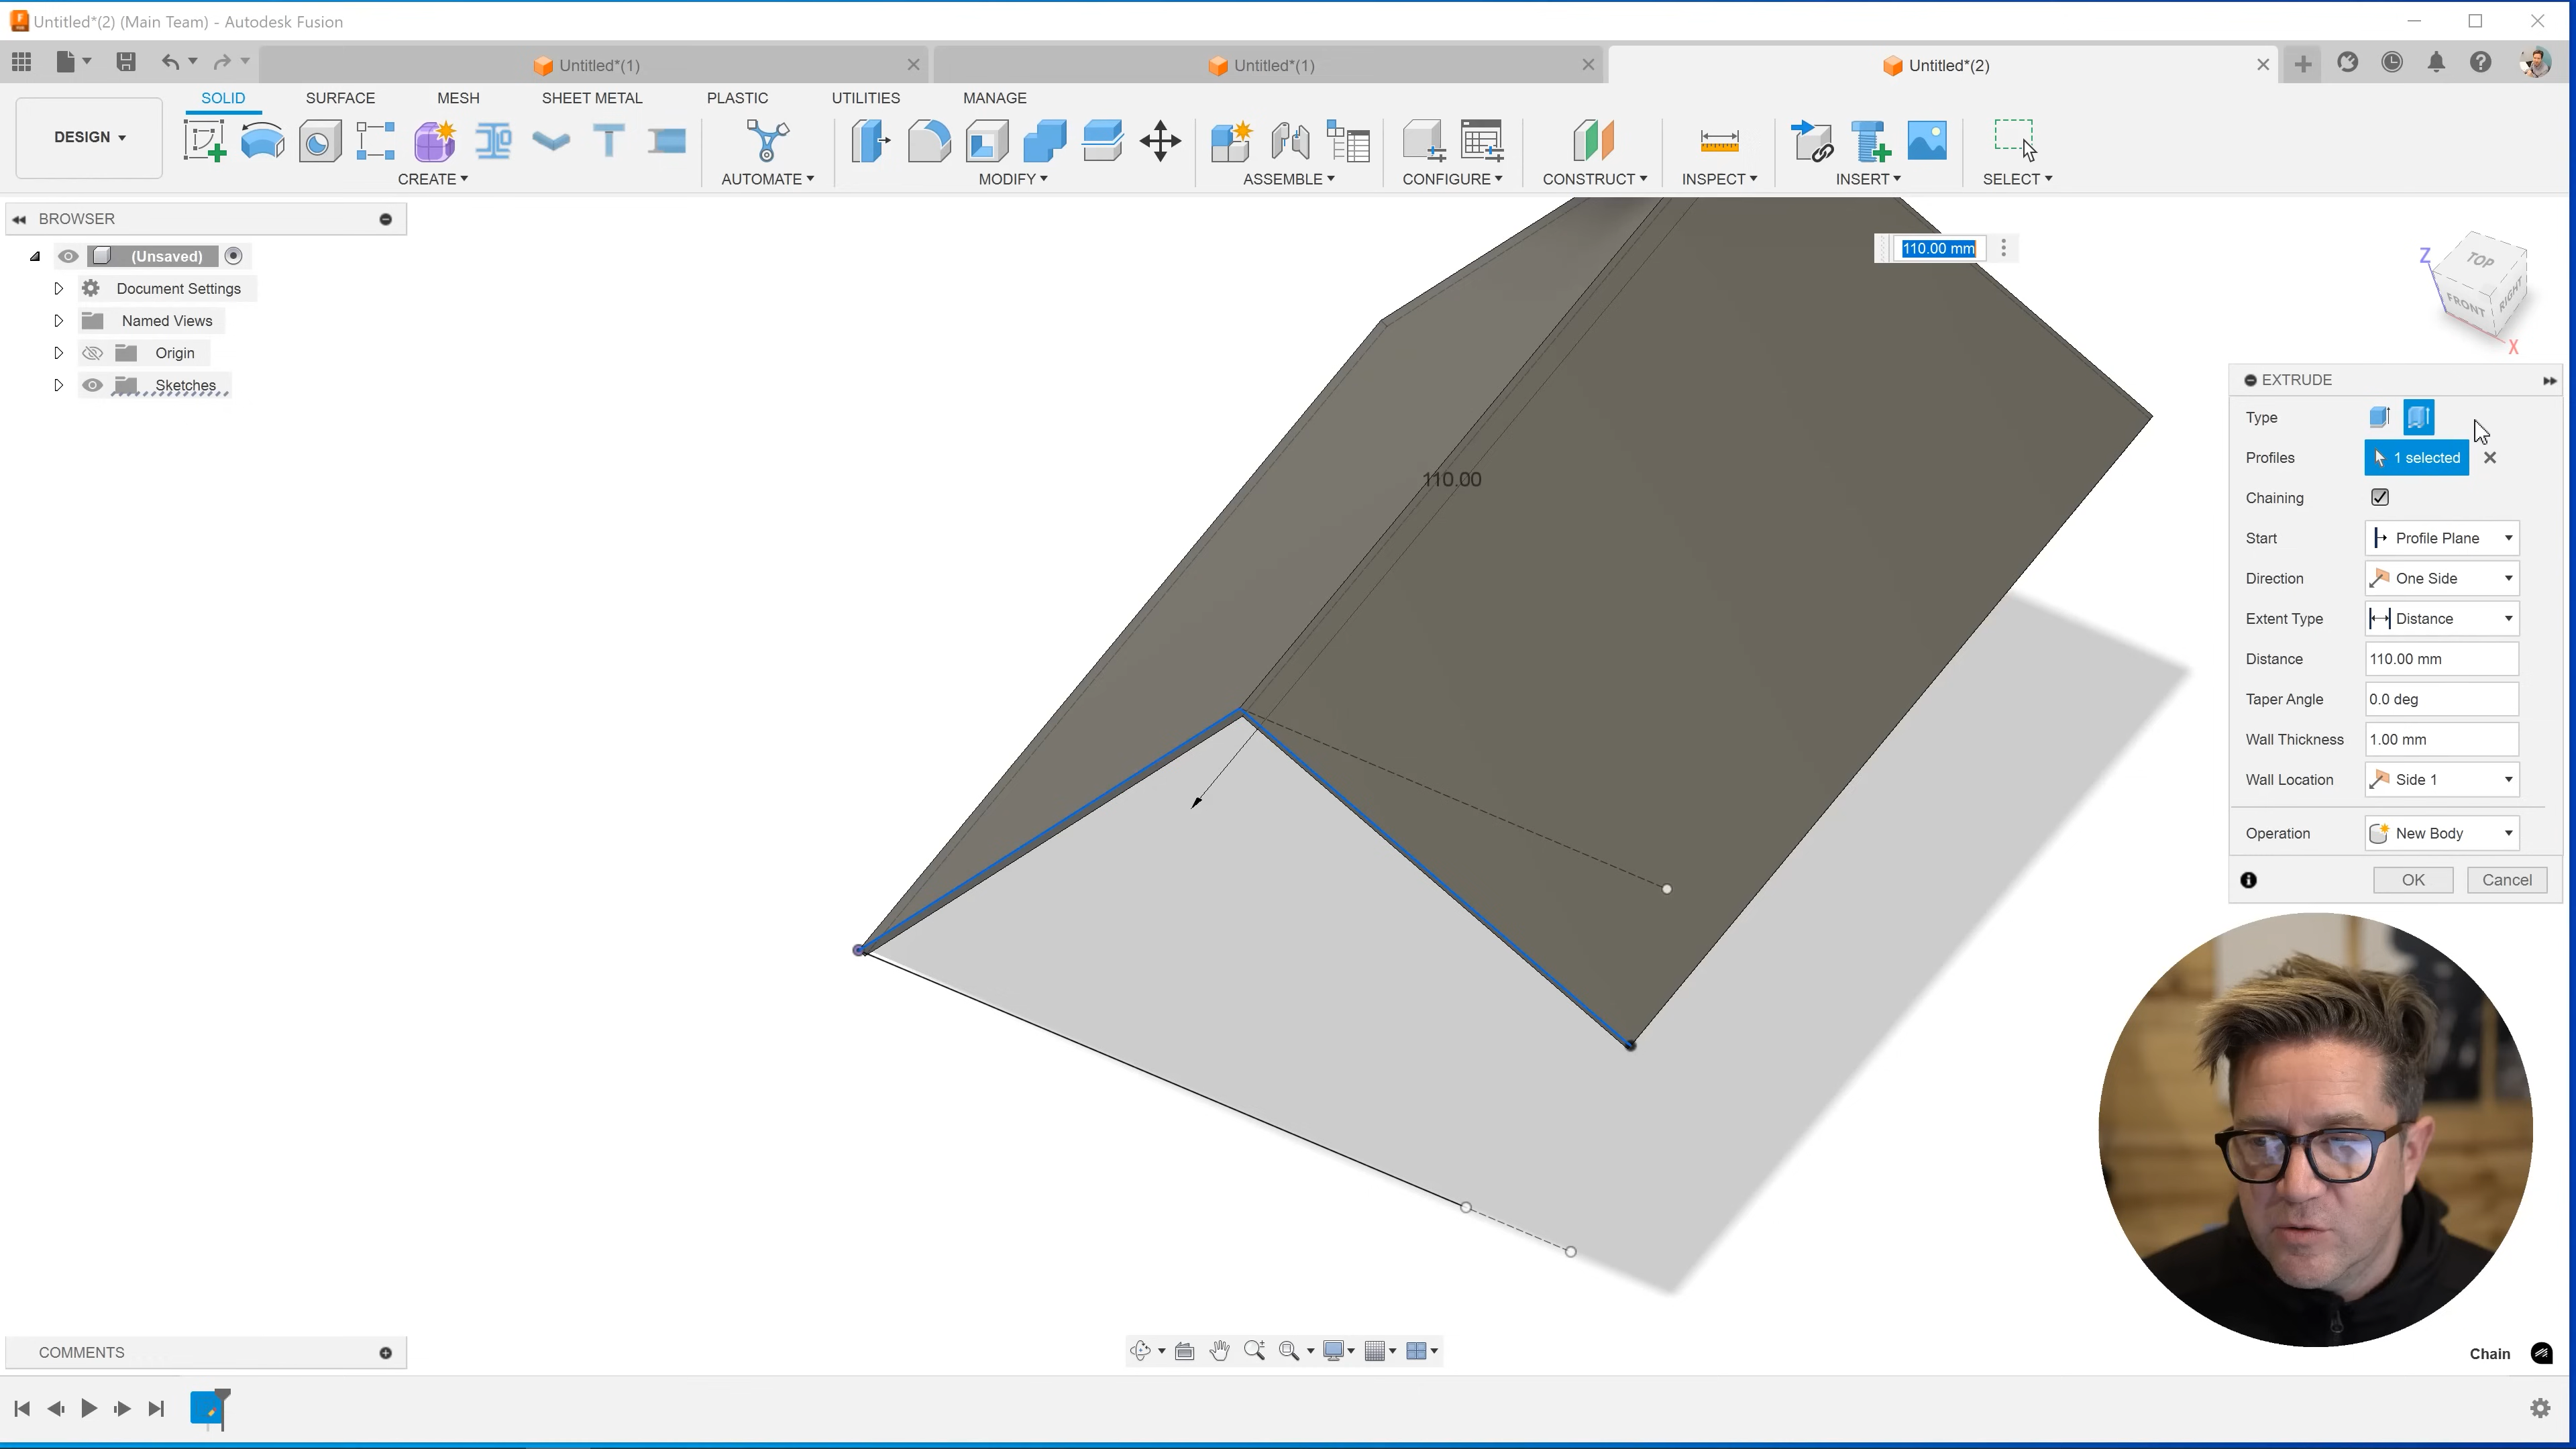 Untitled*(2) (Main Team) - Autodesk Fusion
Untitled*(1)
Untitled*(1)
Untitled*(2)
DESIGN
SOLID
SURFACE
MESH
SHEET METAL
PLASTIC
UTILITIES
MANAGE
CREATE
AUTOMATE
MODIFY
ASSEMBLE
CONFIGURE
CONSTRUCT
INSPECT
INSERT
SELECT
BROWSER
(Unsaved)
Document Settings
Named Views
Origin
Sketches
110.00 mm
110.00
Z
TOP
FRONT
RIGHT
X
EXTRUDE
Type
Profiles
1 selected
Chaining
Start
Profile Plane
Direction
One Side
Extent Type
Distance
Distance
110.00 mm
Taper Angle
0.0 deg
Wall Thickness
1.00 mm
Wall Location
Side 1
Operation
New Body
OK
Cancel
COMMENTS
Chain